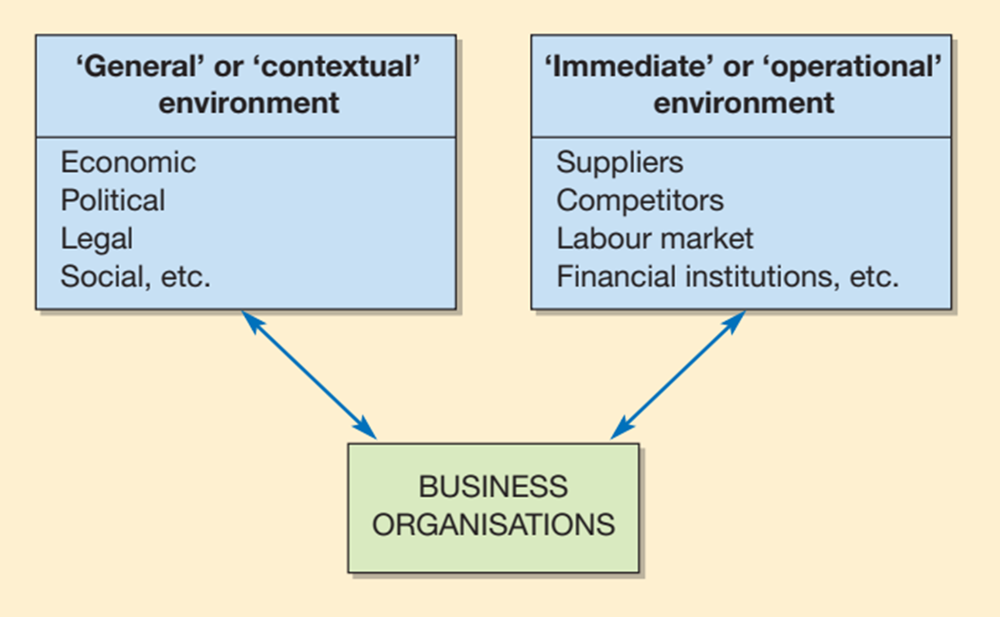 ‘General’ or ‘contextual’
environment
Economic
Political
Legal
Social, etc.
‘Immediate’ or ‘operational’
environment
Suppliers
Competitors
Labour market
Financial institutions, etc.
BUSINESS
ORGANISATIONS